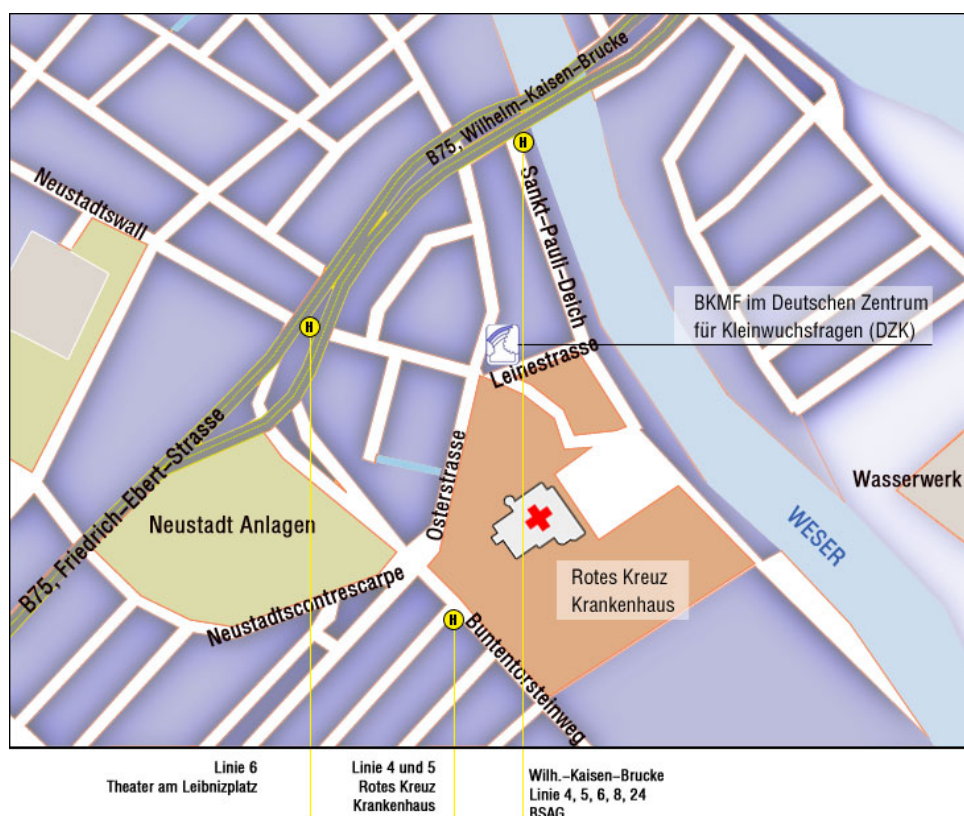 B75, Wilhelm-Kaisen-Brucke
H
Neustadtswall
Sankt-Pauli-Deich
BKMF im Deutschen Zentrum
für Kleinwuchsfragen (DZK)
H
Leinestrasse
B75, Friedrich-Ebert-Strasse
Osterstrasse
Wasserwerk
Neustadt Anlagen
WESER
Rotes Kreuz
Krankenhaus
Neustadtscontrescarpe
H
Buntentorsteinweg
Linie 6
Theater am Leibnizplatz
Linie 4 und 5
Rotes Kreuz
Krankenhaus
Wilh.-Kaisen-Brucke
Linie 4, 5, 6, 8, 24
BSAG